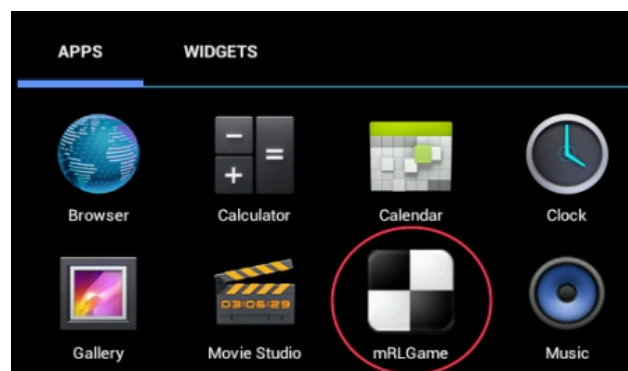 APPS WIDGETS
Browser Calculator Calendar Clock
03:06:29
Gallery Movie Studio mRLGame Music